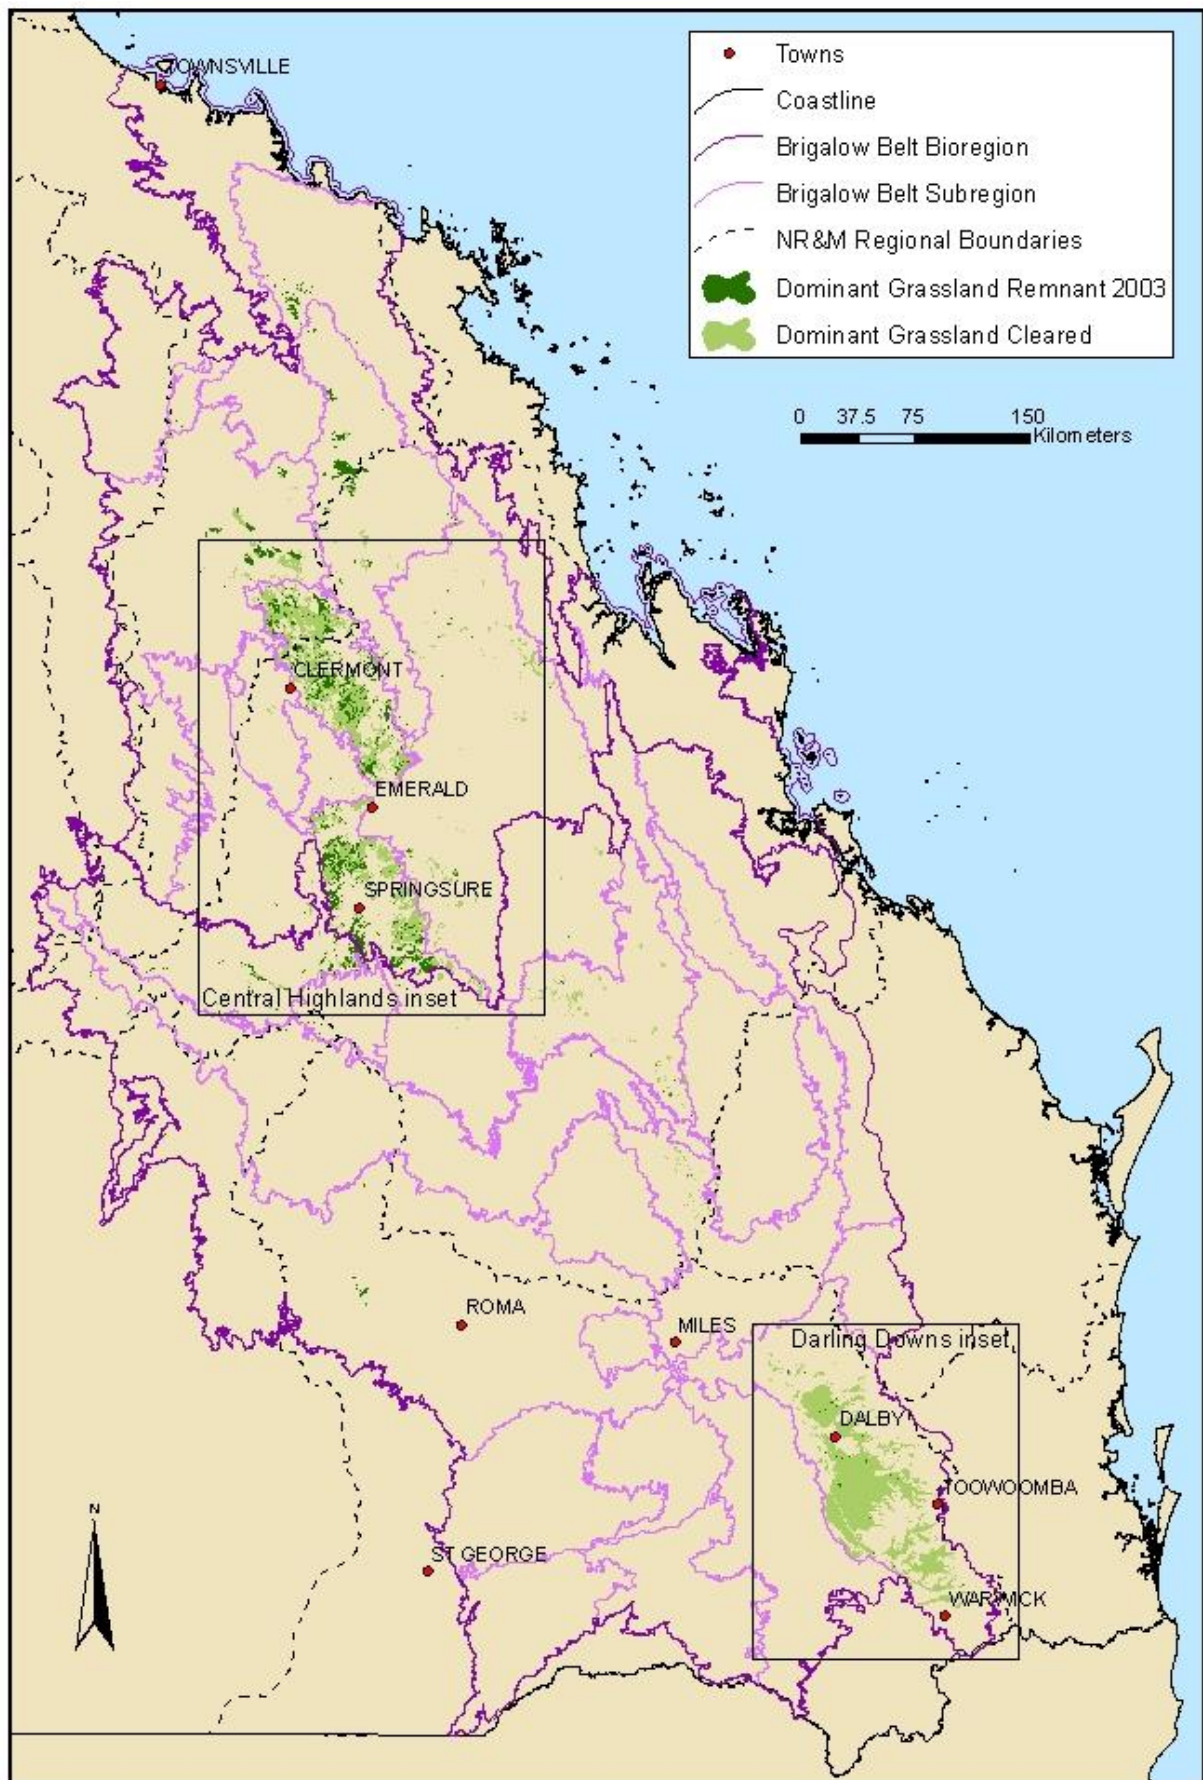 TOWNSVILLE
Towns
Coastline
Brigalow Belt Bioregion
Brigalow Belt Subregion
NR&M Regional Boundaries
Dominant Grassland Remnant 2003
Dominant Grassland Cleared
0 37.5 75 150
Kilometers
CLERMONT
EMERALD
SPRINGSURE
Central Highlands inset
ROMA
MILES
Darling Downs inset
DALBY
TOOWOOMBA
N
ST GEORGE
WARWICK